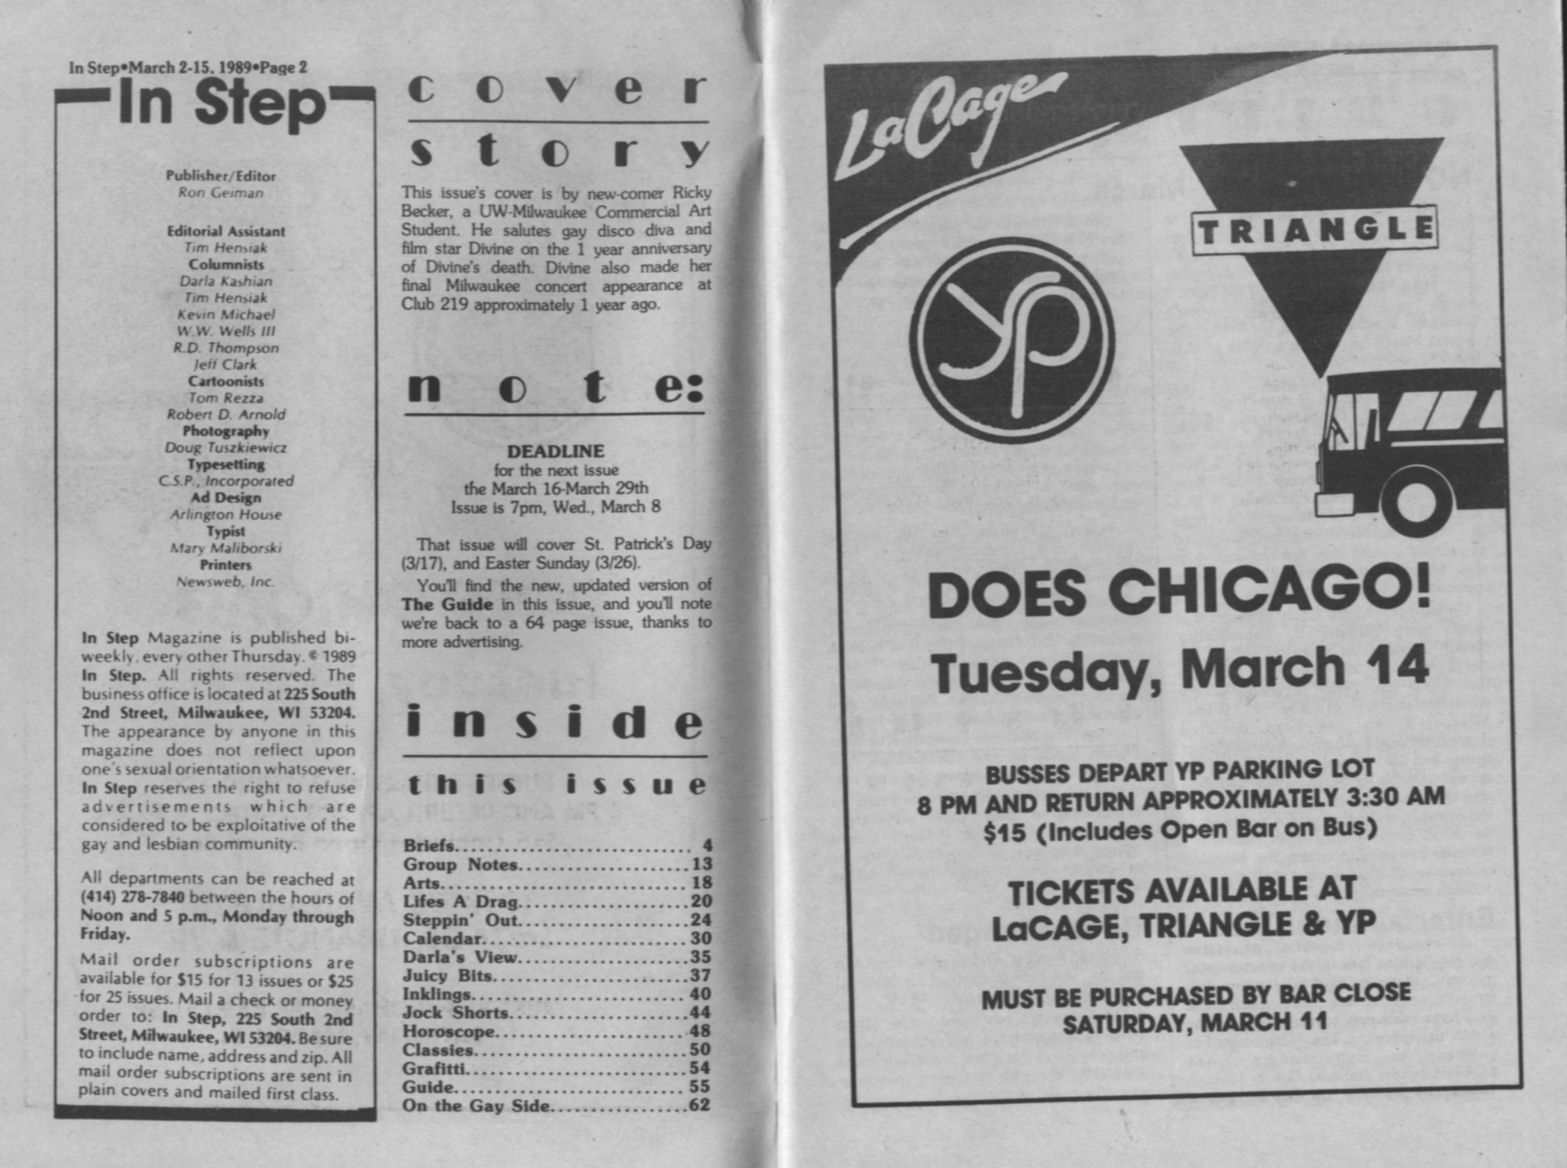 In Step•March 2-15, 1989•Page 2
In Step
Publisher/Editor
Ron Geiman
Editorial Assistant
Tim Hensiak
Columnists
Darla Kashian
Tim Hensiak
Kevin Michael
W.W. Wells III
R.D. Thompson
Jeff Clark
Cartoonists
Tom Rezza
Robert D. Arnold
Photography
Doug Tuszkiewicz
Typesetting
C.S.P., Incorporated
Ad Design
Arlington House
Typist
Mary Maliborski
Printers
Newsweb, Inc.
In Step Magazine is published bi-
weekly, every other Thursday. © 1989
In Step. All rights reserved. The
business office is located at 225 South
2nd Street, Milwaukee, WI 53204.
The appearance by anyone in this
magazine does not reflect upon
one's sexual orientation whatsoever.
In Step reserves the right to refuse
advertisements which are
considered to be exploitative of the
gay and lesbian community.
All departments can be reached at
(414) 278-7840 between the hours of
Noon and 5 p.m., Monday through
Friday.
Mail order subscriptions are
available for $15 for 13 issues or $25
for 25 issues. Mail a check or money
order to: In Step, 225 South 2nd
Street, Milwaukee, WI 53204. Be sure
to include name, address and zip. All
mail order subscriptions are sent in
plain covers and mailed first class.
cover
story
This issue's cover is by new-comer Ricky
Becker, a UW-Milwaukee Commercial Art
Student. He salutes gay disco diva and
film star Divine on the 1 year anniversary
of Divine's death. Divine also made her
final Milwaukee concert appearance at
Club 219 approximately 1 year ago.
note:
DEADLINE
for the next issue
the March 16-March 29th
Issue is 7pm, Wed., March 8
That issue will cover St. Patrick's Day
(3/17), and Easter Sunday (3/26).
You'll find the new, updated version of
The Guide in this issue, and you'll note
we're back to a 64 page issue, thanks to
more advertising.
inside
this issue
Briefs............................ 4
Group Notes.....................13
Arts..............................18
Lifes A Drag.....................20
Steppin' Out.....................24
Calendar.........................30
Darla's View.....................35
Juicy Bits........................37
Inklings..........................40
Jock Shorts......................44
Horoscope.......................48
Classies..........................50
Grafitti...........................54
Guide............................55
On the Gay Side.................62
LaCage
TRIANGLE
yp
DOES CHICAGO!
Tuesday, March 14
BUSSES DEPART YP PARKING LOT
8 PM AND RETURN APPROXIMATELY 3:30 AM
$15 (Includes Open Bar on Bus)
TICKETS AVAILABLE AT
LaCAGE, TRIANGLE & YP
MUST BE PURCHASED BY BAR CLOSE
SATURDAY, MARCH 11